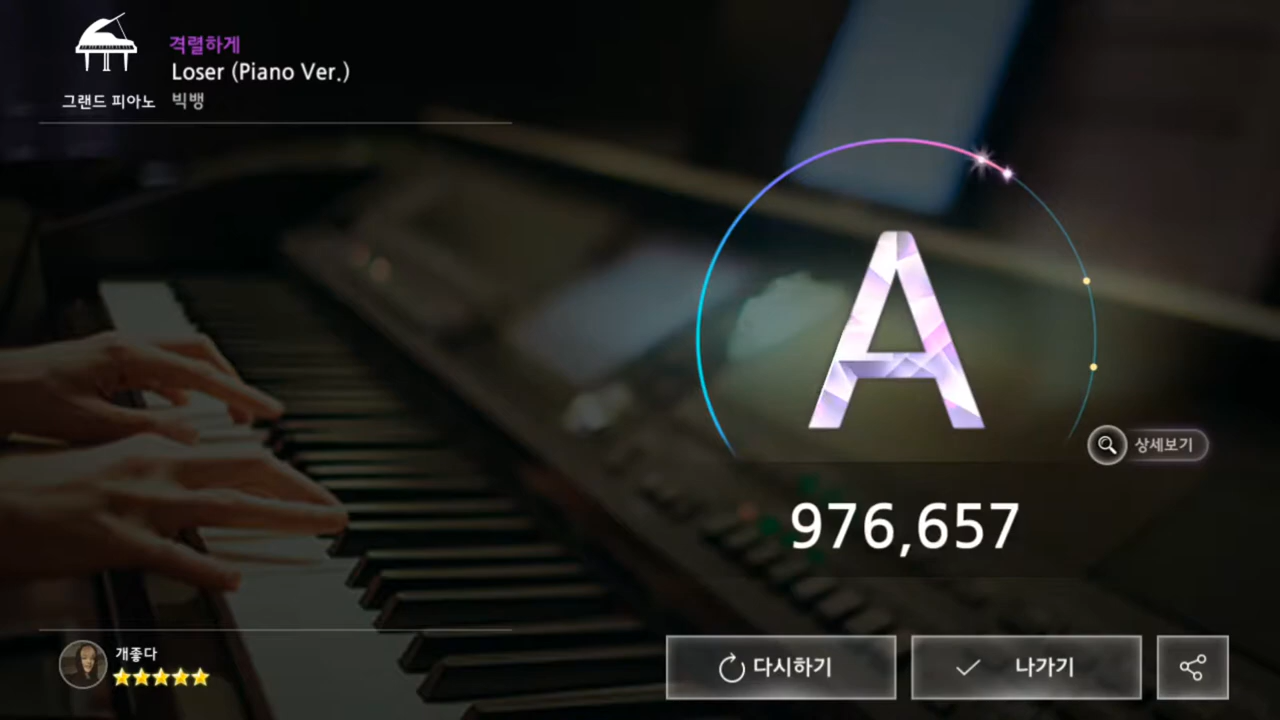 격렬하게
Loser (Piano Ver.)
그랜드 피아노
빅뱅
A
상세보기
976,657
개좋다
다시하기
나가기